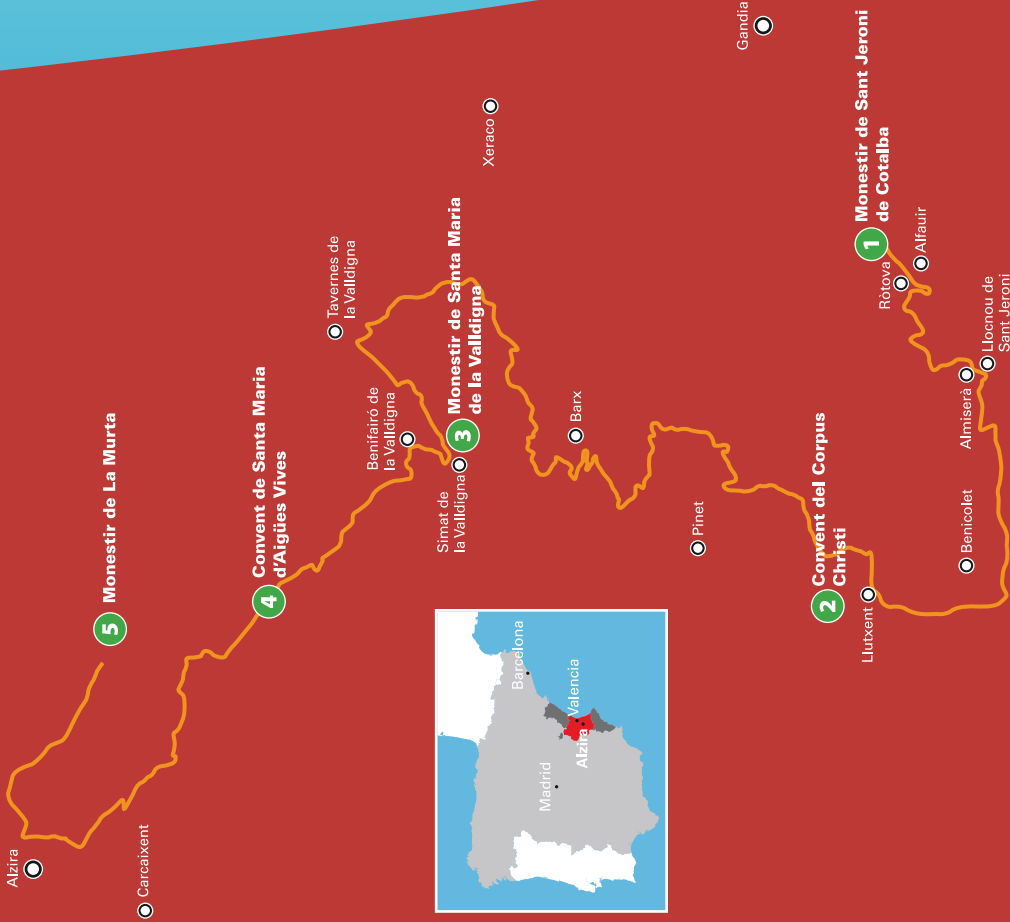 Gandia
1
Monestir de Sant Jeroni
de Cotalba
Xeraco
Alfauir
Ròtova
Tavernes de
la Valldigna
3
Monestir de Santa Maria
de la Valldigna
Llocnou de
Sant Jeroni
Almiserà
Benifairó de
la Valldigna
Barx
Simat de
la Valldigna
4
Convent de Santa Maria
d'Aigües Vives
5
Monestir de La Murta
Pinet
2
Convent del Corpus
Christi
Benicolet
Llutxent
Barcelona
Valencia
Alzira
Madrid
Alzira
Carcaixent